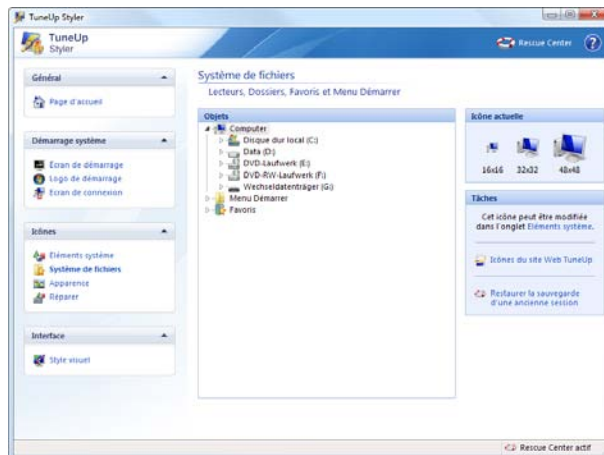 TuneUp Styler
TuneUp
Styler
Rescue Center
Général
Page d'accueil
Démarrage système
Écran de démarrage
Logo de démarrage
Écran de connexion
Icônes
Éléments système
Système de fichiers
Apparence
Réparer
Interface
Style visuel
Système de fichiers
Lecteurs, Dossiers, Favoris et Menu Démarrer
Objets
Computer
Disque dur local (C:)
Data (D:)
DVD-Laufwerk (E:)
DVD-RW-Laufwerk (F:)
Wechseldatenträger (G:)
Menu Démarrer
Favoris
Icône actuelle
16x16 32x32 48x48
Tâches
Cet icône peut être modifiée
dans l'onglet Eléments système.
Icônes du site Web TuneUp
Restaurer la sauvegarde
d'une ancienne session
Rescue Center actif